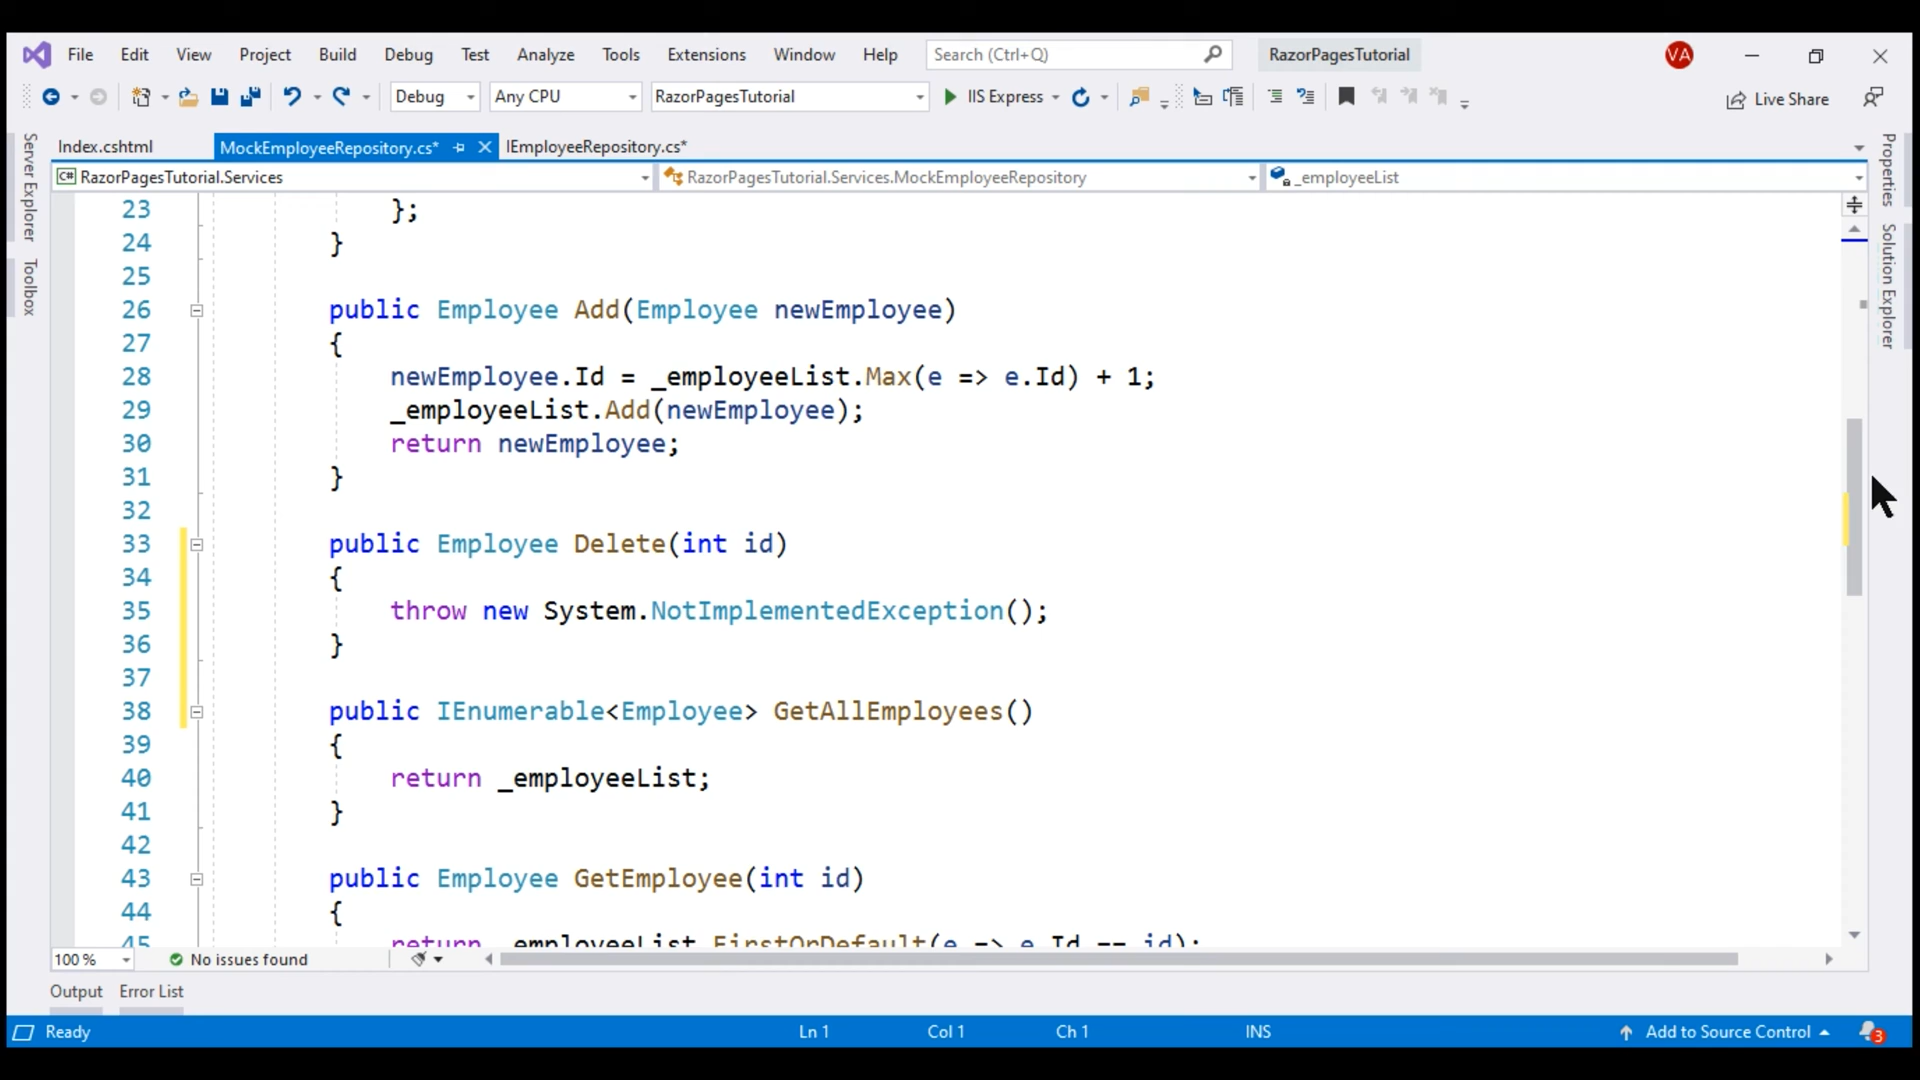 File Edit View Project Build Debug Test Analyze Tools Extensions Window Help Search (Ctrl+Q) RazorPagesTutorial VA
Debug Any CPU RazorPagesTutorial IIS Express Live Share
Index.cshtml MockEmployeeRepository.cs* IEmployeeRepository.cs*
C# RazorPagesTutorial.Services RazorPagesTutorial.Services.MockEmployeeRepository _employeeList
Server Explorer
Toolbox
Properties
Solution Explorer
23 };
24 }
25
26 public Employee Add(Employee newEmployee)
27 {
28 newEmployee.Id = _employeeList.Max(e => e.Id) + 1;
29 _employeeList.Add(newEmployee);
30 return newEmployee;
31 }
32
33 public Employee Delete(int id)
34 {
35 throw new System.NotImplementedException();
36 }
37
38 public IEnumerable<Employee> GetAllEmployees()
39 {
40 return _employeeList;
41 }
42
43 public Employee GetEmployee(int id)
44 {
45 return _employeeList.FirstOrDefault(e => e.Id == id);
100 % No issues found
Output Error List
Ready Ln 1 Col 1 Ch 1 INS Add to Source Control 3